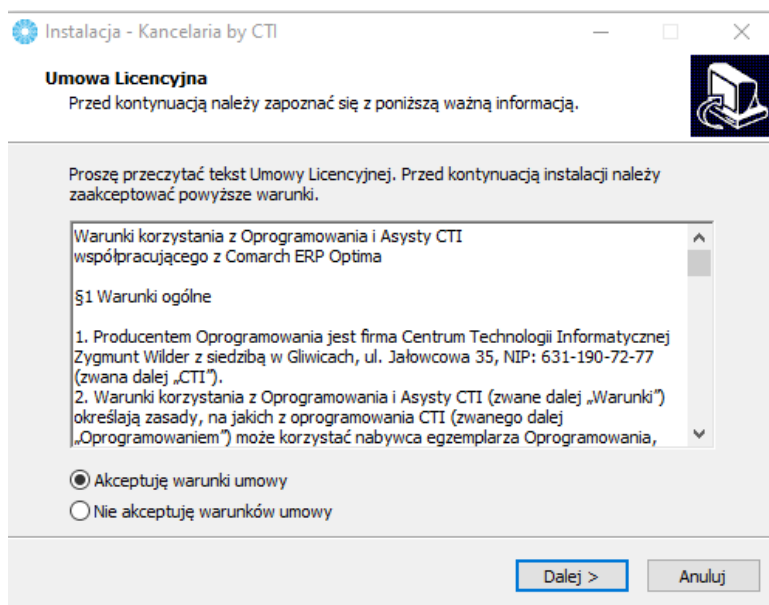 Instalacja - Kancelaria by CTI
Umowa Licencyjna
Przed kontynuacją należy zapoznać się z poniższą ważną informacją.
Proszę przeczytać tekst Umowy Licencyjnej. Przed kontynuacją instalacji należy
zaakceptować powyższe warunki.
Warunki korzystania z Oprogramowania i Asysty CTI
współpracującego z Comarch ERP Optima
§1 Warunki ogólne
1. Producentem Oprogramowania jest firma Centrum Technologii Informatycznej
Zygmunt Wilder z siedzibą w Gliwicach, ul. Jałowcowa 35, NIP: 631-190-72-77
(zwana dalej „CTI”).
2. Warunki korzystania z Oprogramowania i Asysty CTI (zwane dalej „Warunki”)
określają zasady, na jakich z oprogramowania CTI (zwanego dalej
„Oprogramowaniem”) może korzystać nabywca egzemplarza Oprogramowania,
Akceptuję warunki umowy
Nie akceptuję warunków umowy
Dalej >
Anuluj